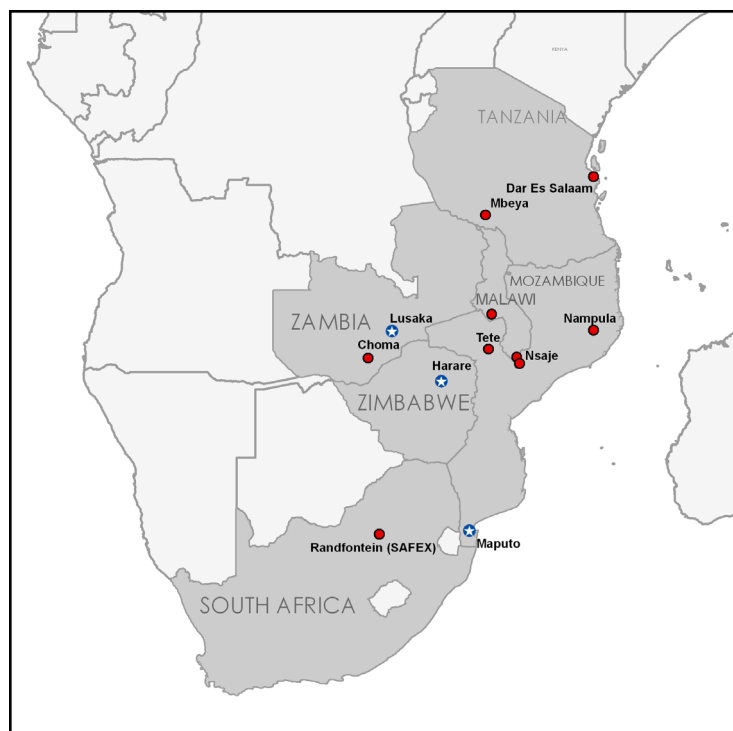 KENYA
TANZANIA
Dar Es Salaam
Mbeya
MOZAMBIQUE
MALAWI
ZAMBIA
Lusaka
Nampula
Tete
Choma
Nsaje
Harare
ZIMBABWE
Randfontein (SAFEX)
Maputo
SOUTH AFRICA